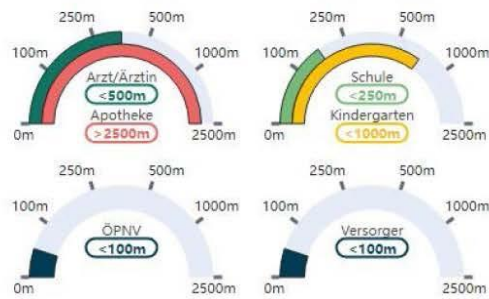 250m 500m
100m 1000m
Arzt/Ärztin
<500m
Apotheke
>2500m
0m 2500m
250m 500m
100m 1000m
Schule
<250m
Kindergarten
<1000m
0m 2500m
250m 500m
100m 1000m
ÖPNV
<100m
0m 2500m
250m 500m
100m 1000m
Versorger
<100m
0m 2500m